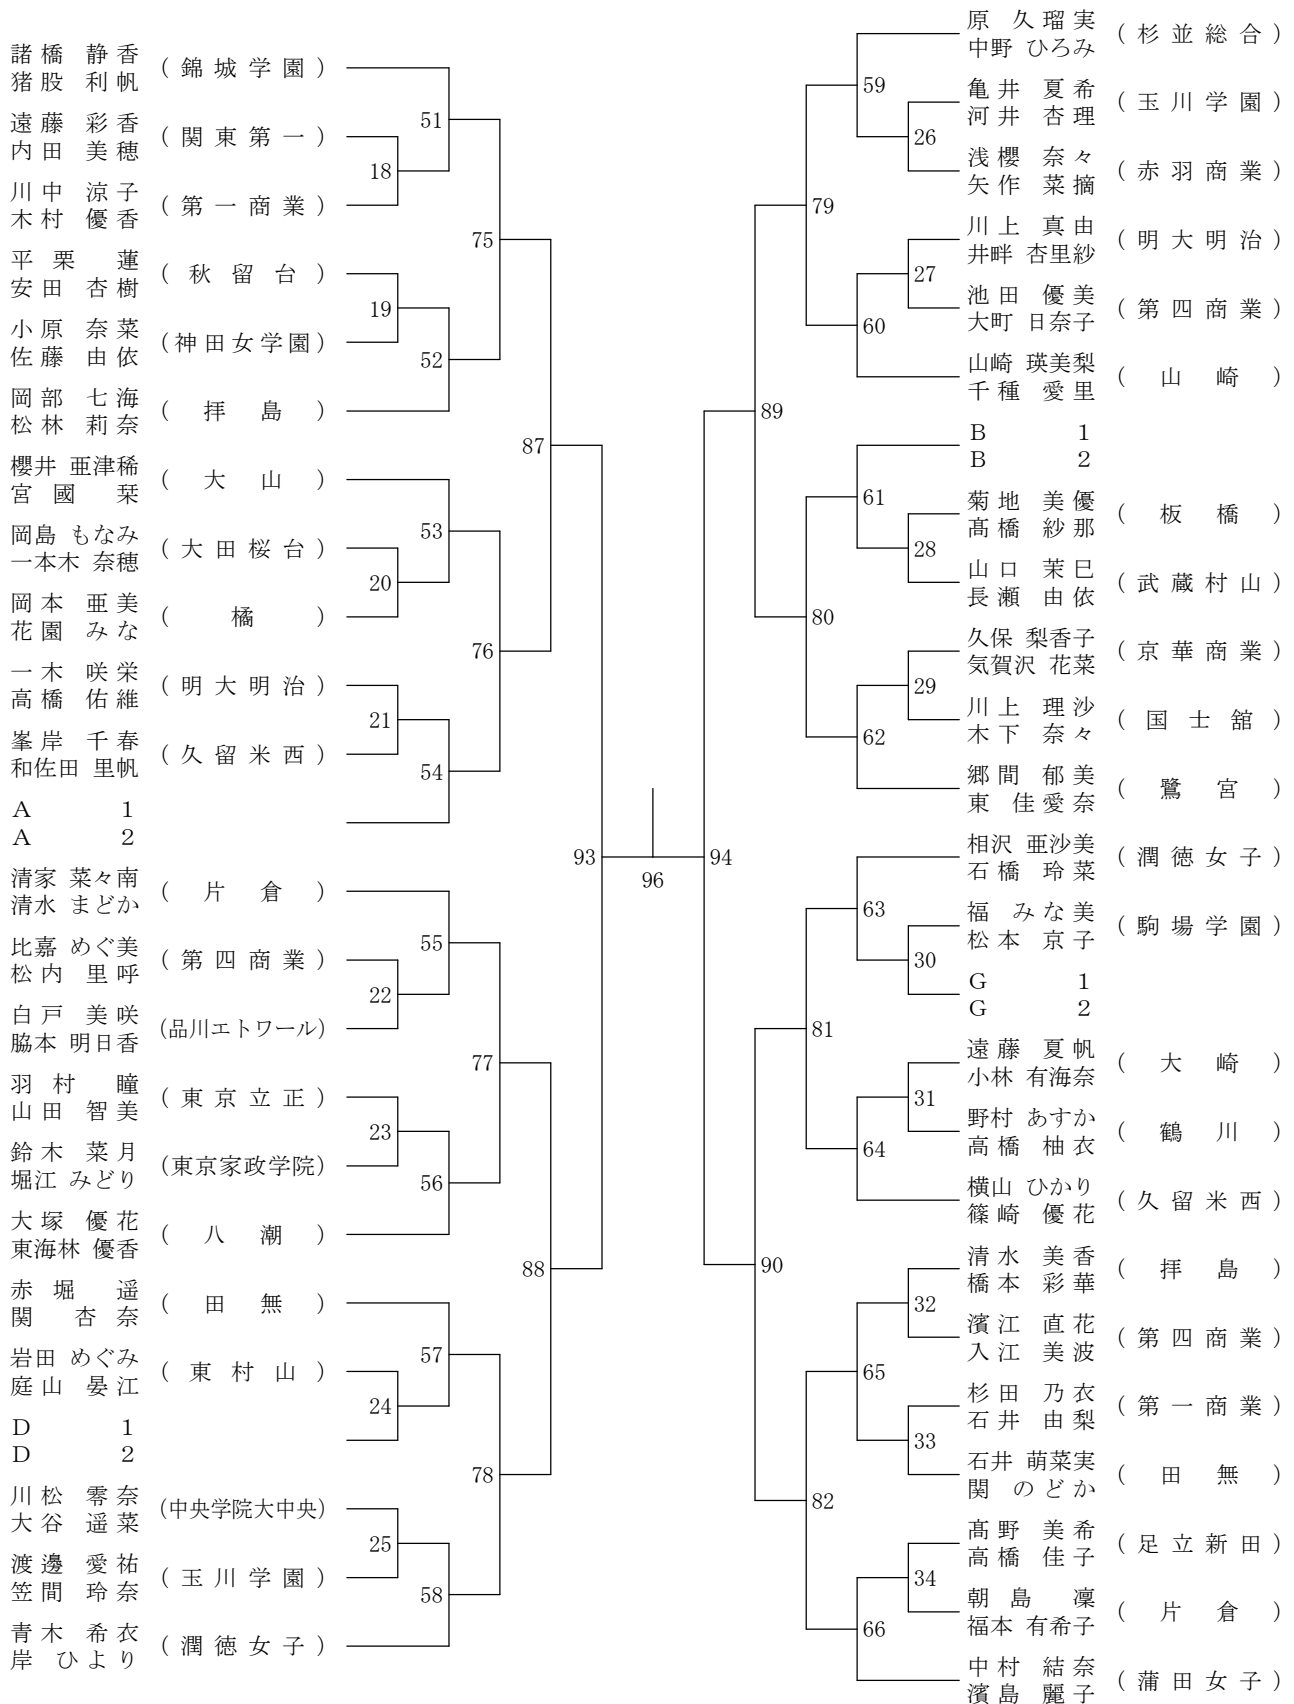 諸橋 静香
猪股 利帆
(錦城学園)
遠藤 彩香
内田 美穂
(関東第一)
川中 涼子
木村 優香
(第一商業)
平栗 蓮
安田 杏樹
(秋留台)
小原 奈菜
佐藤 由依
(神田女学園)
岡部 七海
松林 莉奈
(拝島)
櫻井 亜津稀
宮國 栞
(大山)
岡島 もなみ
一本木 奈穂
(大田桜台)
岡本 亜美
花園 みな
(橘)
一木 咲栄
高橋 佑維
(明大明治)
峯岸 千春
和佐田 里帆
(久留米西)
A 1
A 2
清家 菜々南
清水 まどか
(片倉)
比嘉 めぐ美
松内 里呼
(第四商業)
白戸 美咲
脇本 明日香
(品川エトワール)
羽村 瞳
山田 智美
(東京立正)
鈴木 菜月
堀江 みどり
(東京家政学院)
大塚 優花
東海林 優香
(八潮)
赤堀 遥
関 杏奈
(田無)
岩田 めぐみ
庭山 晏江
(東村山)
D 1
D 2
川松 零奈
大谷 遥菜
(中央学院大中央)
渡邊 愛祐
笠間 玲奈
(玉川学園)
青木 希衣
岸 ひより
(潤徳女子)
18
19
20
21
22
23
24
25
51
52
53
54
55
56
57
58
75
76
77
78
87
88
93
96
94
89
90
79
80
81
82
59
60
61
62
63
64
65
66
26
27
28
29
30
31
32
33
34
原 久瑠実
中野 ひろみ
(杉並総合)
亀井 夏希
河井 杏理
(玉川学園)
浅櫻 奈々
矢作 菜摘
(赤羽商業)
川上 真由
井畔 杏里紗
(明大明治)
池田 優美
大町 日奈子
(第四商業)
山崎 瑛美梨
千種 愛里
(山崎)
B 1
B 2
菊地 美優
髙橋 紗那
(板橋)
山口 茉巳
長瀬 由依
(武蔵村山)
久保 梨香子
気賀沢 花菜
(京華商業)
川上 理沙
木下 奈々
(国士舘)
郷間 郁美
東 佳愛奈
(鷺宮)
相沢 亜沙美
石橋 玲菜
(潤徳女子)
福 みな美
松本 京子
(駒場学園)
G 1
G 2
遠藤 夏帆
小林 有海奈
(大崎)
野村 あすか
高橋 柚衣
(鶴川)
横山 ひかり
篠崎 優花
(久留米西)
清水 美香
橋本 彩華
(拝島)
濱江 直花
入江 美波
(第四商業)
杉田 乃衣
石井 由梨
(第一商業)
石井 萌菜実
関 のどか
(田無)
髙野 美希
高橋 佳子
(足立新田)
朝島 凜
福本 有希子
(片倉)
中村 結奈
濱島 麗子
(蒲田女子)